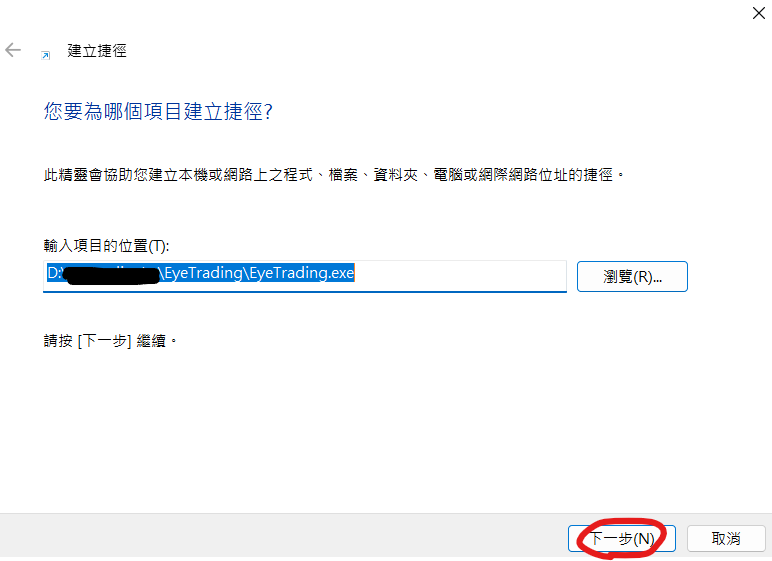 建立捷徑
您要為哪個項目建立捷徑?
此精靈會協助您建立本機或網路上之程式、檔案、資料夾、電腦或網際網路位址的捷徑。
輸入項目的位置(T):
D:\ \EyeTrading\EyeTrading.exe
瀏覽(R)...
請按 [下一步] 繼續。
下一步(N)
取消